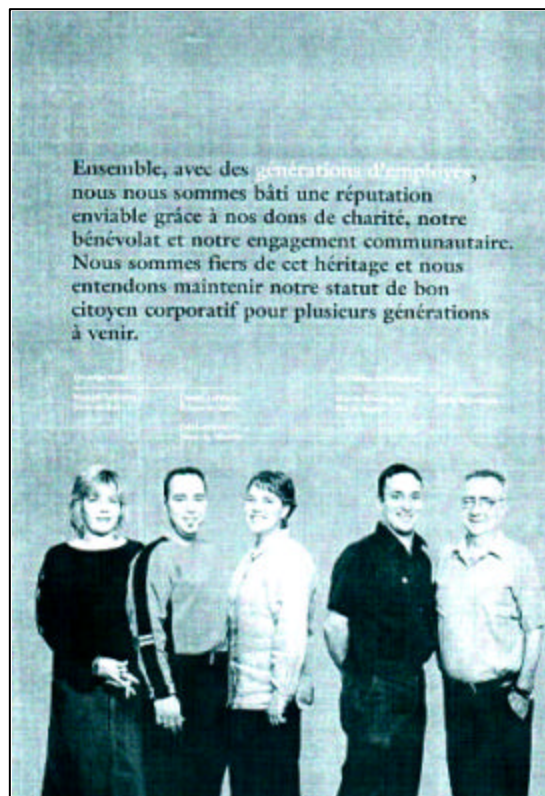 Ensemble, avec des générations d'employés,
nous nous sommes bâti une réputation
enviable grâce à nos dons de charité, notre
bénévolat et notre engagement communautaire.
Nous sommes fiers de cet héritage et nous
entendons maintenir notre statut de bon
citoyen corporatif pour plusieurs générations
à venir.